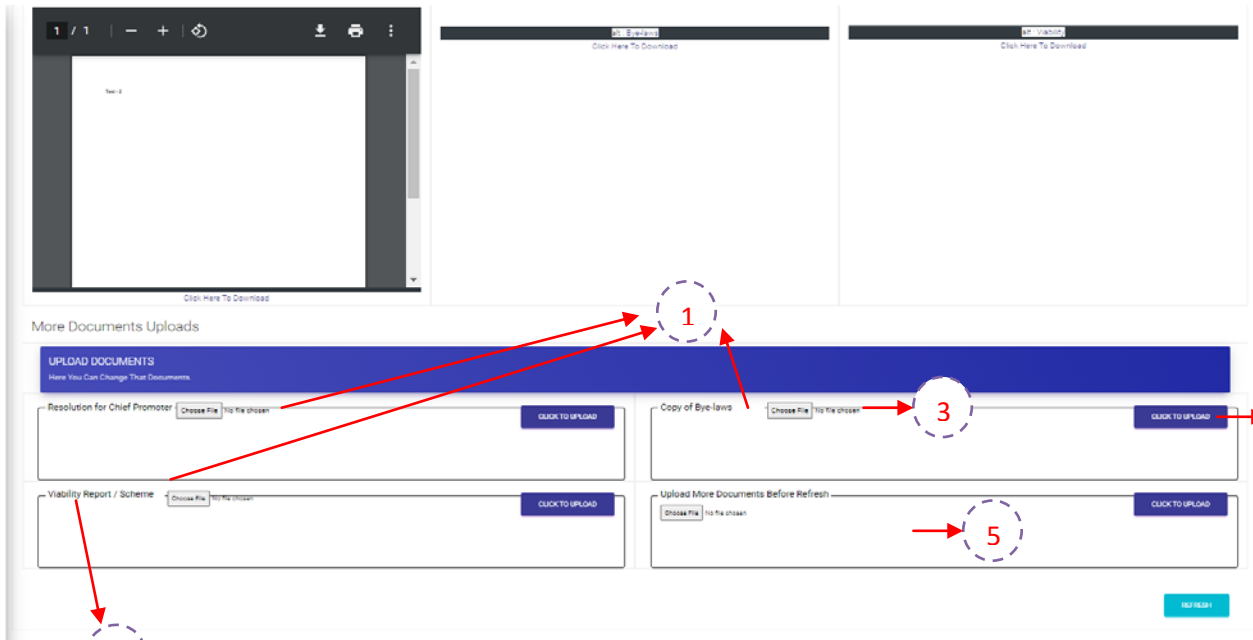 1 / 1
alt : Bye-laws
alt : Viability
Click Here To Download
Click Here To Download
Test - 2
Click Here To Download
1
More Documents Uploads
UPLOAD DOCUMENTS
Here You Can Change That Documents
Resolution for Chief Promoter Choose File No file chosen CLICK TO UPLOAD
Copy of Bye-laws Choose File No file chosen 3 CLICK TO UPLOAD
Viability Report / Scheme Choose File No file chosen CLICK TO UPLOAD
Upload More Documents Before Refresh CLICK TO UPLOAD
Choose File No file chosen
5
REFRESH